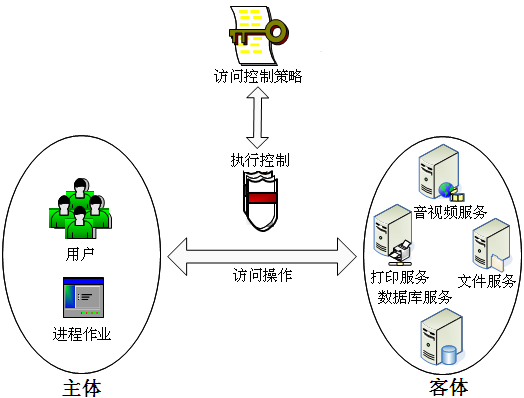 访问控制策略
执行控制
音视频服务
用户
打印服务
文件服务
访问操作
数据库服务
进程作业
主体
客体